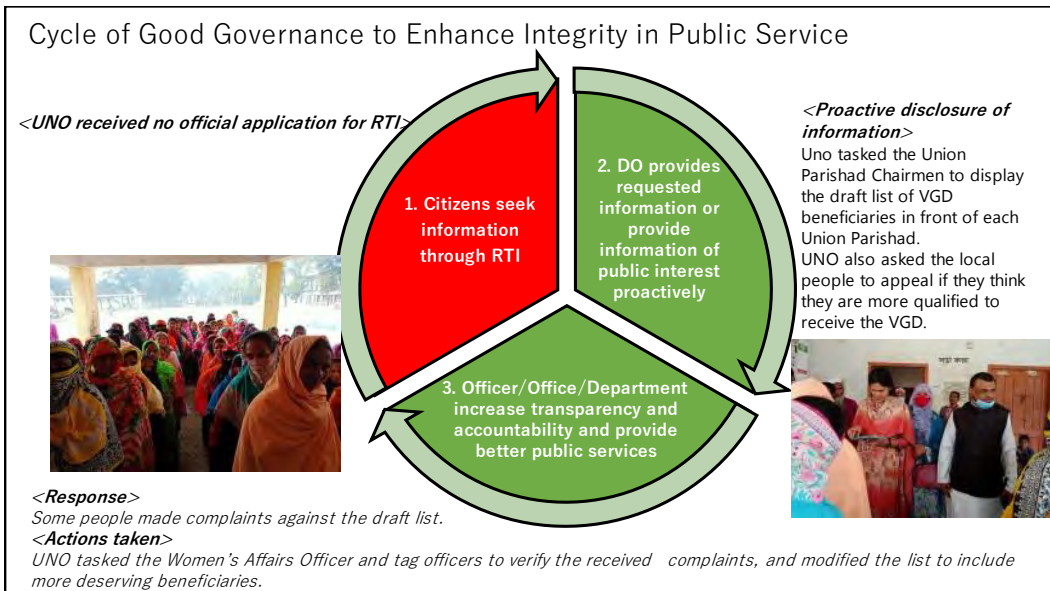 Cycle of Good Governance to Enhance Integrity in Public Service
<UNO received no official application for RTI>
1. Citizens seek
information
through RTI
2. DO provides
requested
information or
provide
information of
public interest
proactively
<Proactive disclosure of
information>
Uno tasked the Union
Parishad Chairmen to display
the draft list of VGD
beneficiaries in front of each
Union Parishad.
UNO also asked the local
people to appeal if they think
they are more qualified to
receive the VGD.
3. Officer/Office/Department
increase transparency and
accountability and provide
better public services
<Response>
Some people made complaints against the draft list.
<Actions taken>
UNO tasked the Women's Affairs Officer and tag officers to verify the received complaints, and modified the list to include
more deserving beneficiaries.